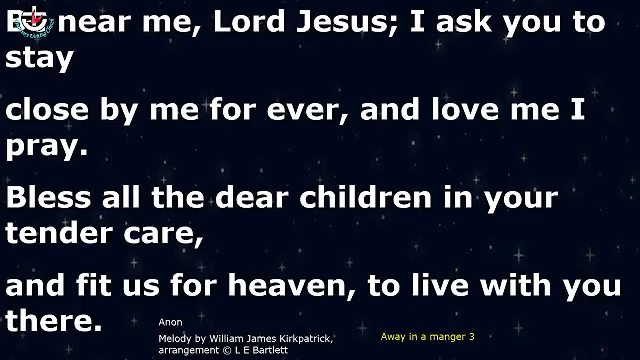 Be near me, Lord Jesus; I ask you to
stay
close by me for ever, and love me I
pray.
Bless all the dear children in your
tender care,
and fit us for heaven, to live with you
there.
Anon
Melody by William James Kirkpatrick,
arrangement © L E Bartlett
Away in a manger 3